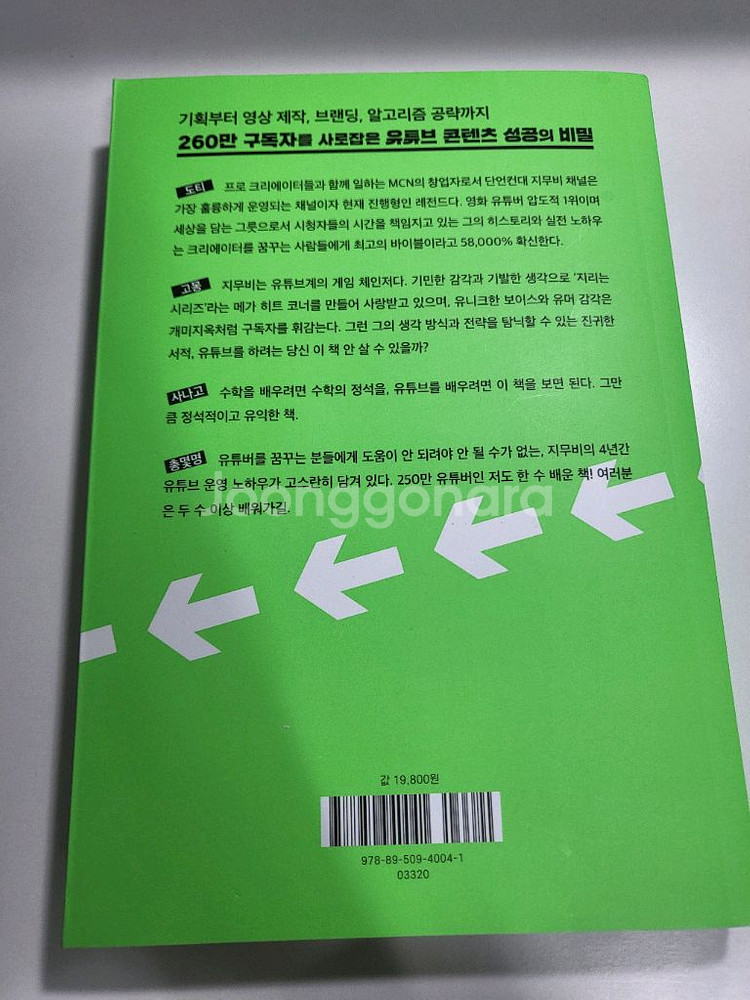 기획부터 영상 제작, 브랜딩, 알고리즘 공략까지
260만 구독자를 사로잡은 유튜브 콘텐츠 성공의 비밀
도티 프로 크리에이터들과 함께 일하는 MCN의 창업자로서 단언컨대 지무비 채널은
가장 훌륭하게 운영되는 채널이자 현재 진행형인 레전드다. 영화 유튜버 압도적 1위이며
세상을 담는 그릇으로서 시청자들의 시간을 책임지고 있는 그의 히스토리와 실전 노하우
는 크리에이터를 꿈꾸는 사람들에게 최고의 바이블이라고 58,000% 확신한다.
고몽 지무비는 유튜브계의 게임 체인저다. 기민한 감각과 기발한 생각으로 '지리는
시리즈'라는 메가 히트 코너를 만들어 사랑받고 있으며, 유니크한 보이스와 유머 감각은
개미지옥처럼 구독자를 휘감는다. 그런 그의 생각 방식과 전략을 탐닉할 수 있는 진귀한
서적, 유튜브를 하려는 당신 이 책 안 살 수 있을까?
사나고 수학을 배우려면 수학의 정석을, 유튜브를 배우려면 이 책을 보면 된다. 그만
큼 정석적이고 유익한 책.
총몇명 유튜버를 꿈꾸는 분들에게 도움이 안 되려야 안 될 수가 없는, 지무비의 4년간
유튜브 운영 노하우가 고스란히 담겨 있다. 250만 유튜버인 저도 한 수 배운 책! 여러분
은 두 수 이상 배워가길.
joonggonara
값 19,800원
978-89-509-4004-1
03320